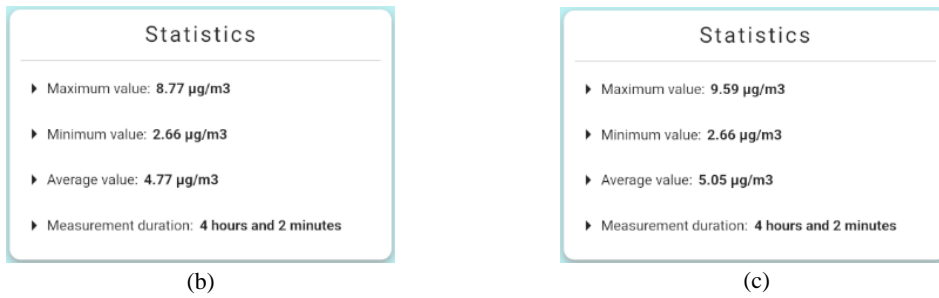 Statistics
Maximum value: 8.77 µg/m3
Minimum value: 2.66 µg/m3
Average value: 4.77 µg/m3
Measurement duration: 4 hours and 2 minutes
(b)
Statistics
Maximum value: 9.59 µg/m3
Minimum value: 2.66 µg/m3
Average value: 5.05 µg/m3
Measurement duration: 4 hours and 2 minutes
(c)